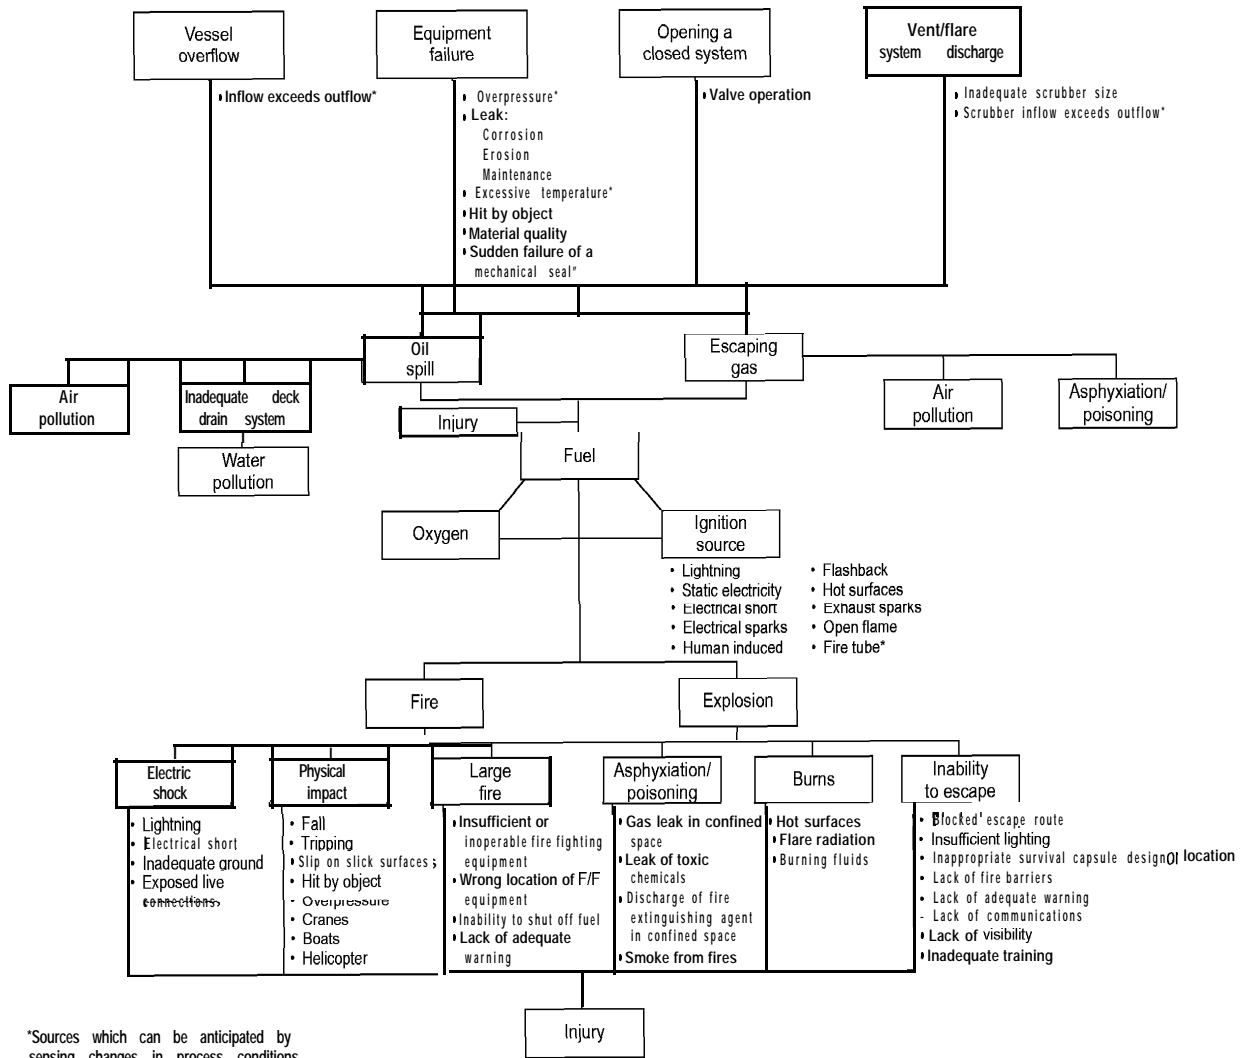 Vessel
overflow
Equipment
failure
Opening a
closed system
Vent/flare
system discharge
• Inflow exceeds outflow*
• Overpressure*
• Leak:
Corrosion
Erosion
Maintenance
• Excessive temperature*
• Hit by object
• Material quality
• Sudden failure of a
mechanical seal"
• Valve operation
• Inadequate scrubber size
• Scrubber inflow exceeds outflow*
Oil
spill
Escaping
gas
Air
pollution
Inadequate deck
drain system
Water
pollution
Injury
Air
pollution
Asphyxiation/
poisoning
Fuel
Oxygen
Ignition
source
• Lightning
• Static electricity
• Electrical short
• Electrical sparks
• Human induced
• Flashback
• Hot surfaces
• Exhaust sparks
• Open flame
• Fire tube*
Fire
Explosion
Electric
shock
• Lightning
• Electrical short
• Inadequate ground
• Exposed live
connections
Physical
impact
• Fall
• Tripping
• Slip on slick surfaces
• Hit by object
- Overpressure
• Cranes
• Boats
• Helicopter
Large
fire
• Insufficient or
inoperable fire fighting
equipment
• Wrong location of F/F
equipment
• Inability to shut off fuel
• Lack of adequate
warning
Asphyxiation/
poisoning
• Gas leak in confined
space
• Leak of toxic
chemicals
• Discharge of fire
extinguishing agent
in confined space
• Smoke from fires
Burns
• Hot surfaces
• Flare radiation
• Burning fluids
Inability
to escape
• Blocked escape route
• Insufficient lighting
• Inappropriate survival capsule design or location
• Lack of fire barriers
• Lack of adequate warning
- Lack of communications
• Lack of visibility
• Inadequate training
Injury
*Sources which can be anticipated by
sensing changes in process conditions